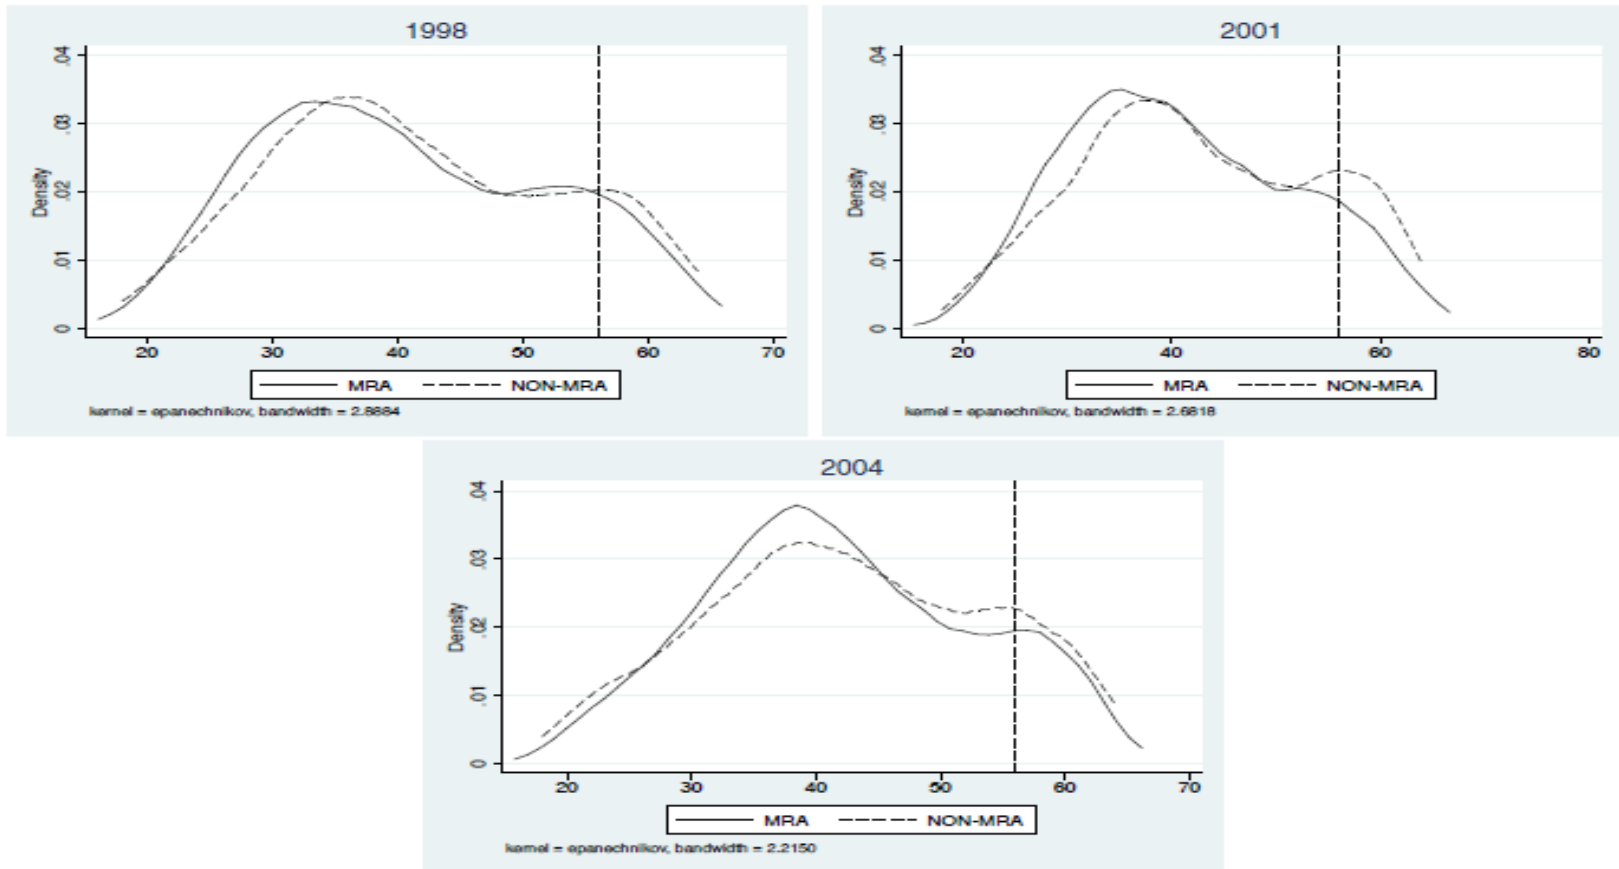 1998
.04
.03
.02
.01
0
Density
20 30 40 50 60 70
MRA NON-MRA
kernel = epanechnikov, bandwidth = 2.8884
2001
.04
.03
.02
.01
0
Density
20 40 60 80
MRA NON-MRA
kernel = epanechnikov, bandwidth = 2.6818
2004
.04
.03
.02
.01
0
Density
20 30 40 50 60 70
MRA NON-MRA
kernel = epanechnikov, bandwidth = 2.2150